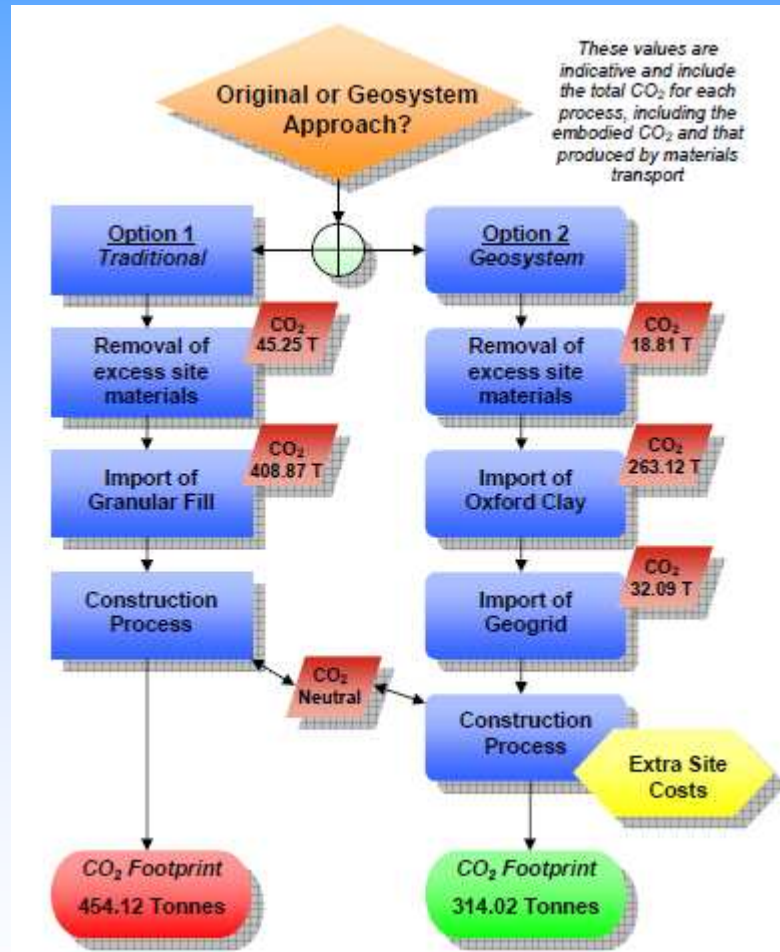 Original or Geosystem
Approach?
These values are
indicative and include
the total CO₂ for each
process, including the
embodied CO₂ and that
produced by materials
transport
Option 1
Traditional
Option 2
Geosystem
CO₂
45.25 T
Removal of
excess site
materials
CO₂
18.81 T
Removal of
excess site
materials
CO₂
408.87 T
Import of
Granular Fill
CO₂
263.12 T
Import of
Oxford Clay
Construction
Process
CO₂
32.09 T
Import of
Geogrid
CO₂
Neutral
Construction
Process
Extra Site
Costs
CO₂ Footprint
454.12 Tonnes
CO₂ Footprint
314.02 Tonnes